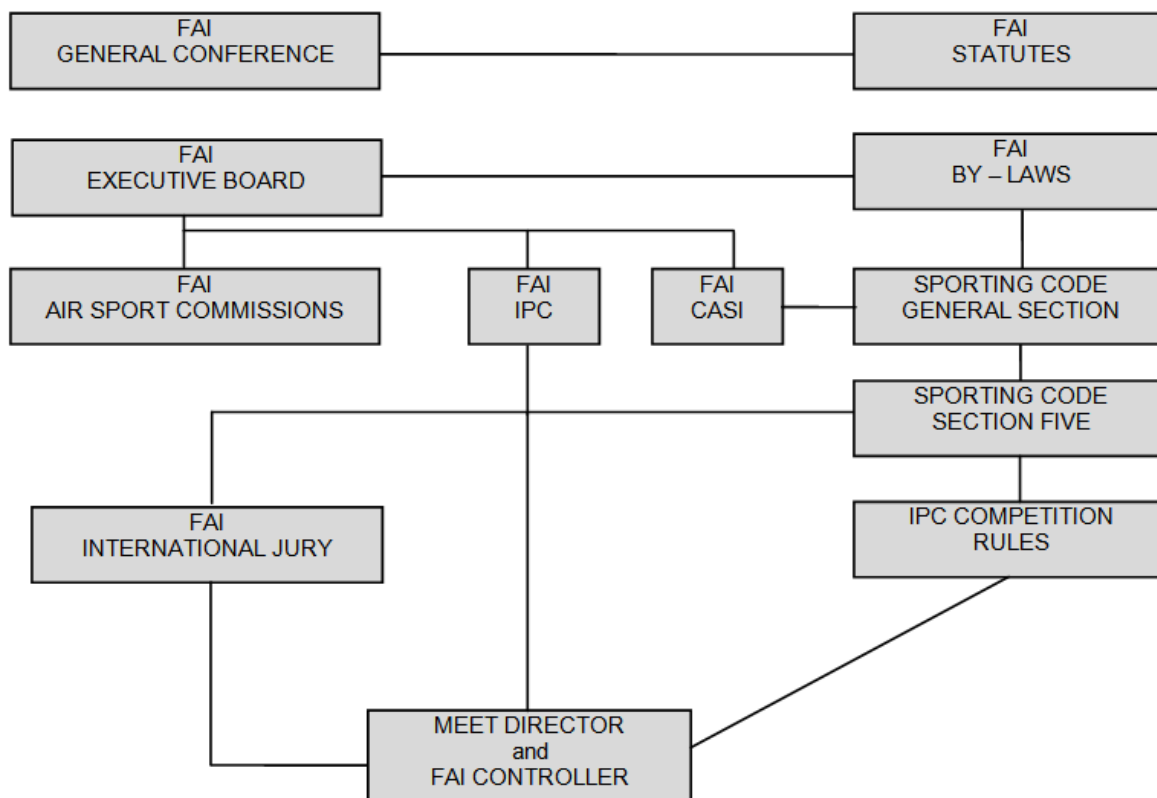 FAI
GENERAL CONFERENCE
FAI
STATUTES
FAI
EXECUTIVE BOARD
FAI
BY – LAWS
FAI
AIR SPORT COMMISSIONS
FAI
IPC
FAI
CASI
SPORTING CODE
GENERAL SECTION
SPORTING CODE
SECTION FIVE
FAI
INTERNATIONAL JURY
IPC COMPETITION
RULES
MEET DIRECTOR
and
FAI CONTROLLER